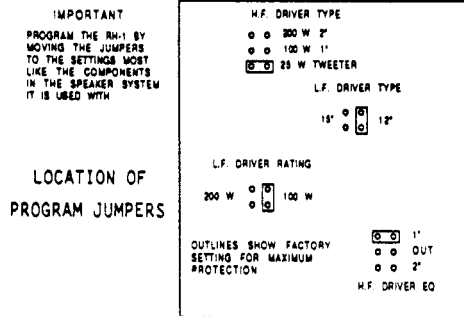 IMPORTANT
PROGRAM THE RH-1 BY
MOVING THE JUMPERS
TO THE SETTINGS MOST
LIKE THE COMPONENTS
IN THE SPEAKER SYSTEM
IT IS USED WITH
LOCATION OF
PROGRAM JUMPERS
H.F. DRIVER TYPE
200 W 2"
100 W 1"
25 W TWEETER
L.F. DRIVER TYPE
15" 12"
L.F. DRIVER RATING
200 W 100 W
OUTLINES SHOW FACTORY
SETTING FOR MAXIMUM
PROTECTION
1"
OUT
2"
H.F. DRIVER EQ